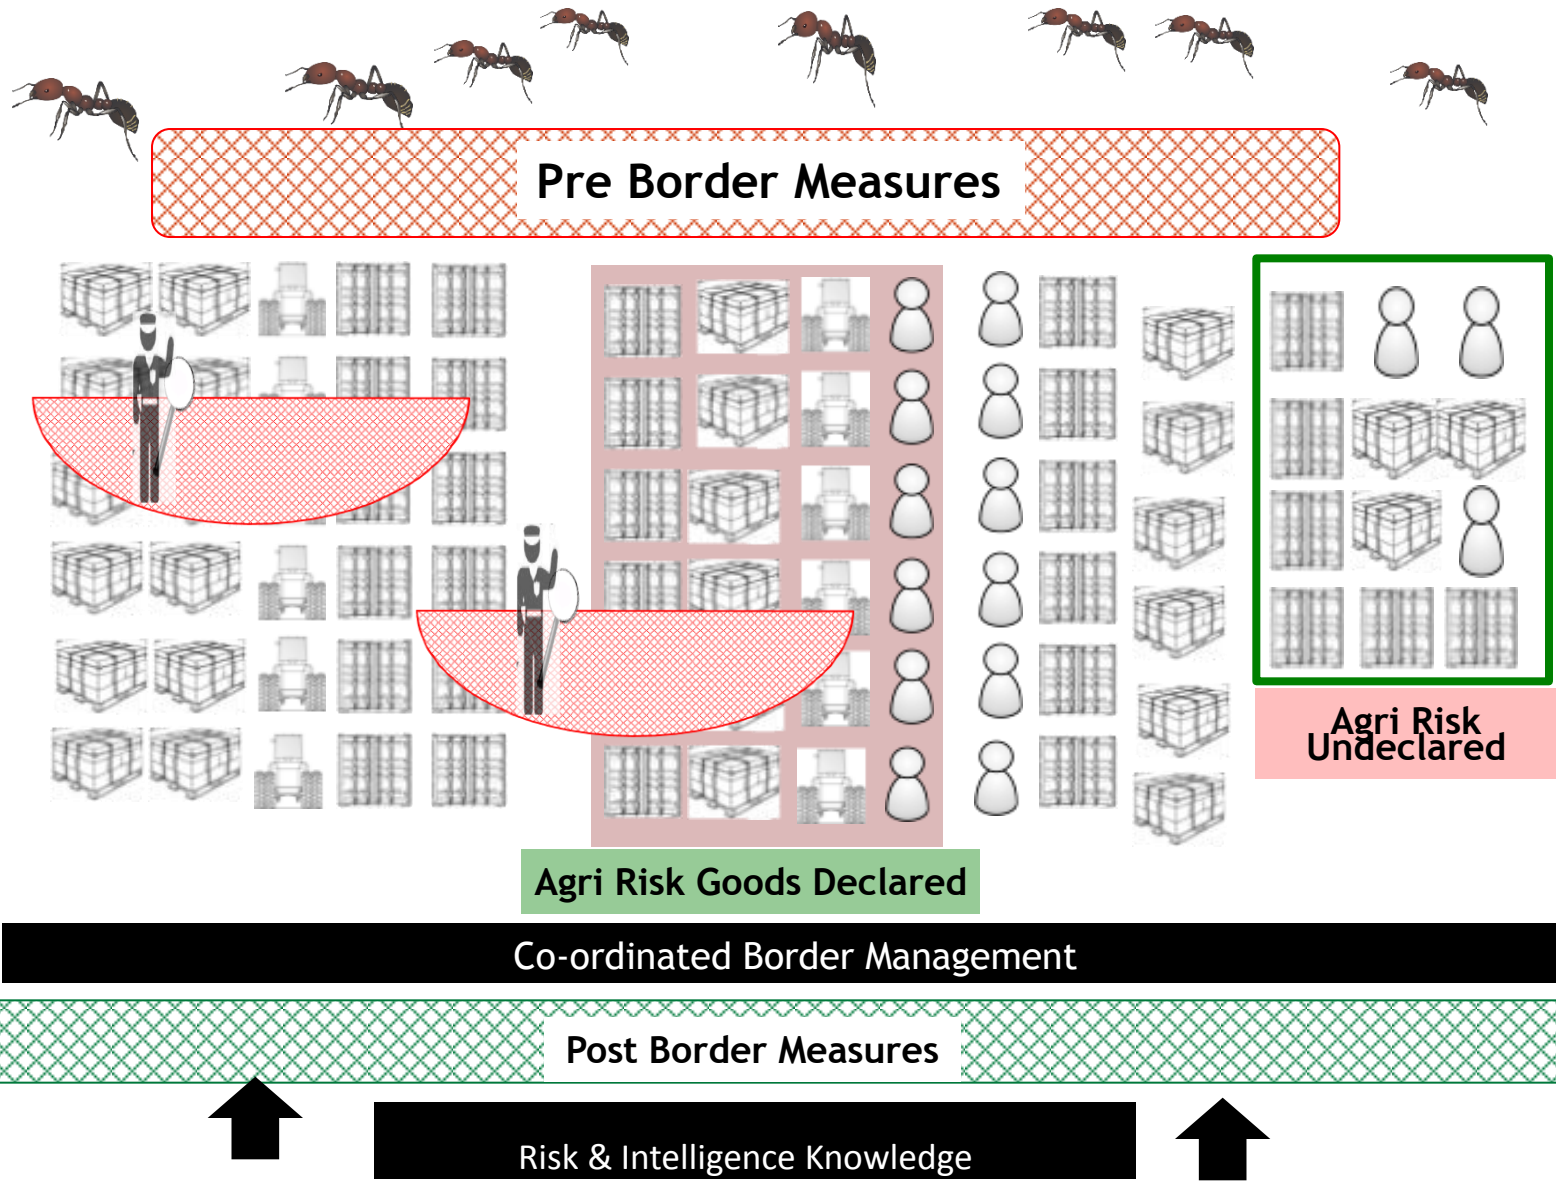 Pre Border Measures
Agri Risk
Undeclared
Agri Risk Goods Declared
Co-ordinated Border Management
Post Border Measures
Risk & Intelligence Knowledge